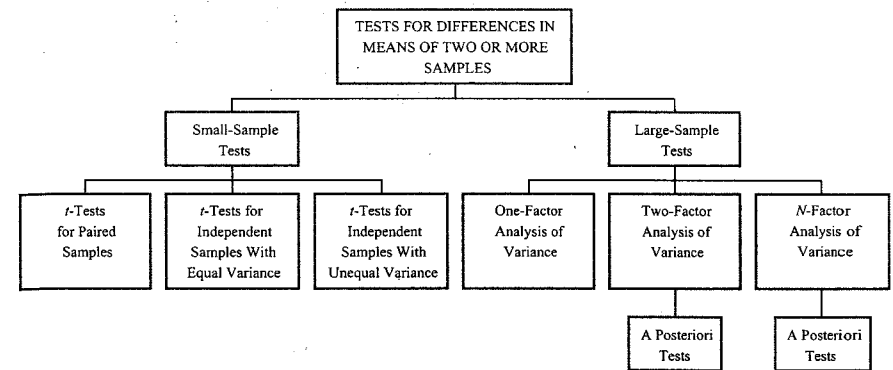 TESTS FOR DIFFERENCES IN
MEANS OF TWO OR MORE
SAMPLES
Small-Sample
Tests
Large-Sample
Tests
t-Tests
for Paired
Samples
t-Tests for
Independent
Samples With
Equal Variance
t-Tests for
Independent
Samples With
Unequal Variance
One-Factor
Analysis of
Variance
Two-Factor
Analysis of
Variance
N-Factor
Analysis of
Variance
A Posteriori
Tests
A Posteriori
Tests